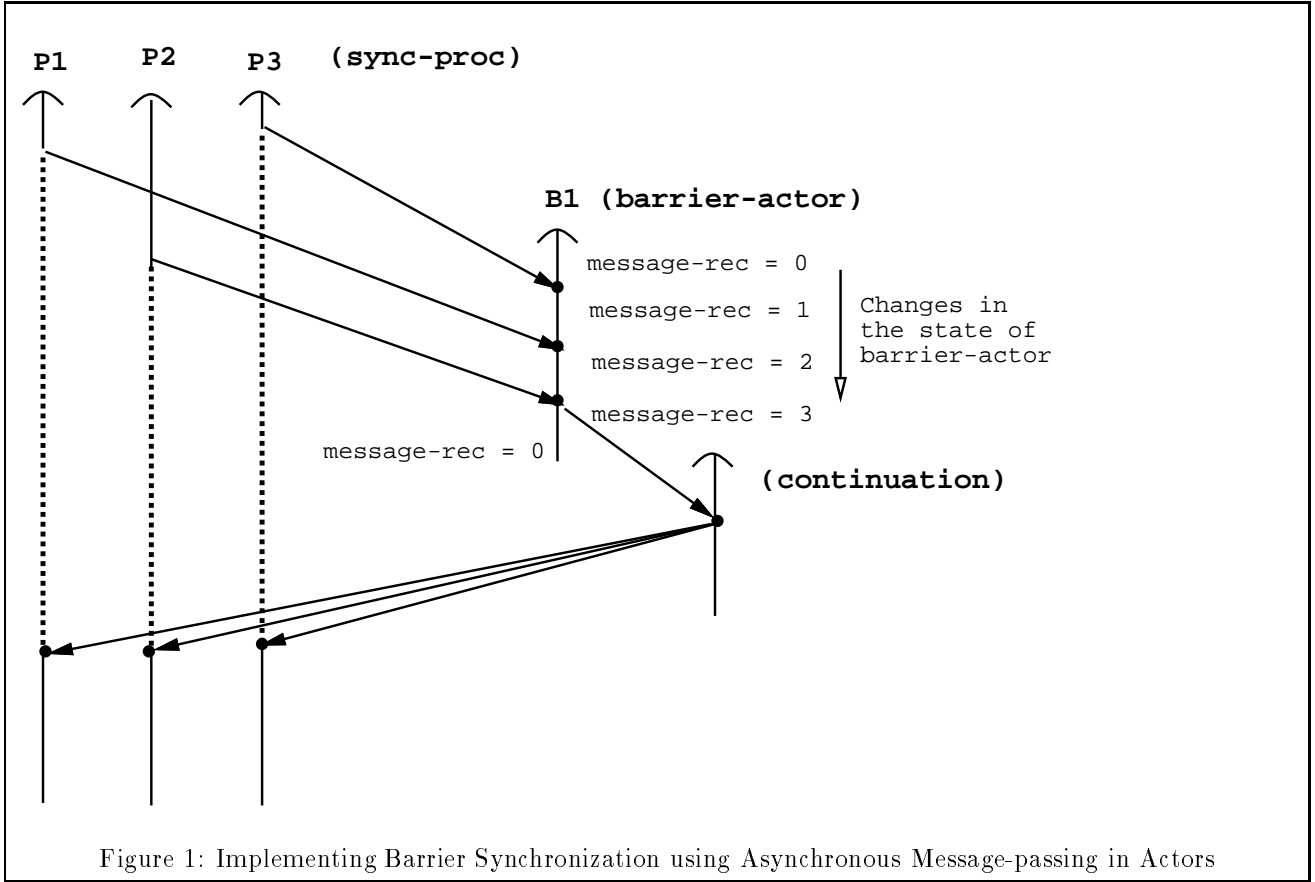 P1 P2 P3 (sync-proc)
B1 (barrier-actor)
message-rec = 0
message-rec = 1
message-rec = 2
message-rec = 3
Changes in
the state of
barrier-actor
message-rec = 0
(continuation)
Figure 1: Implementing Barrier Synchronization using Asynchronous Message-passing in Actors